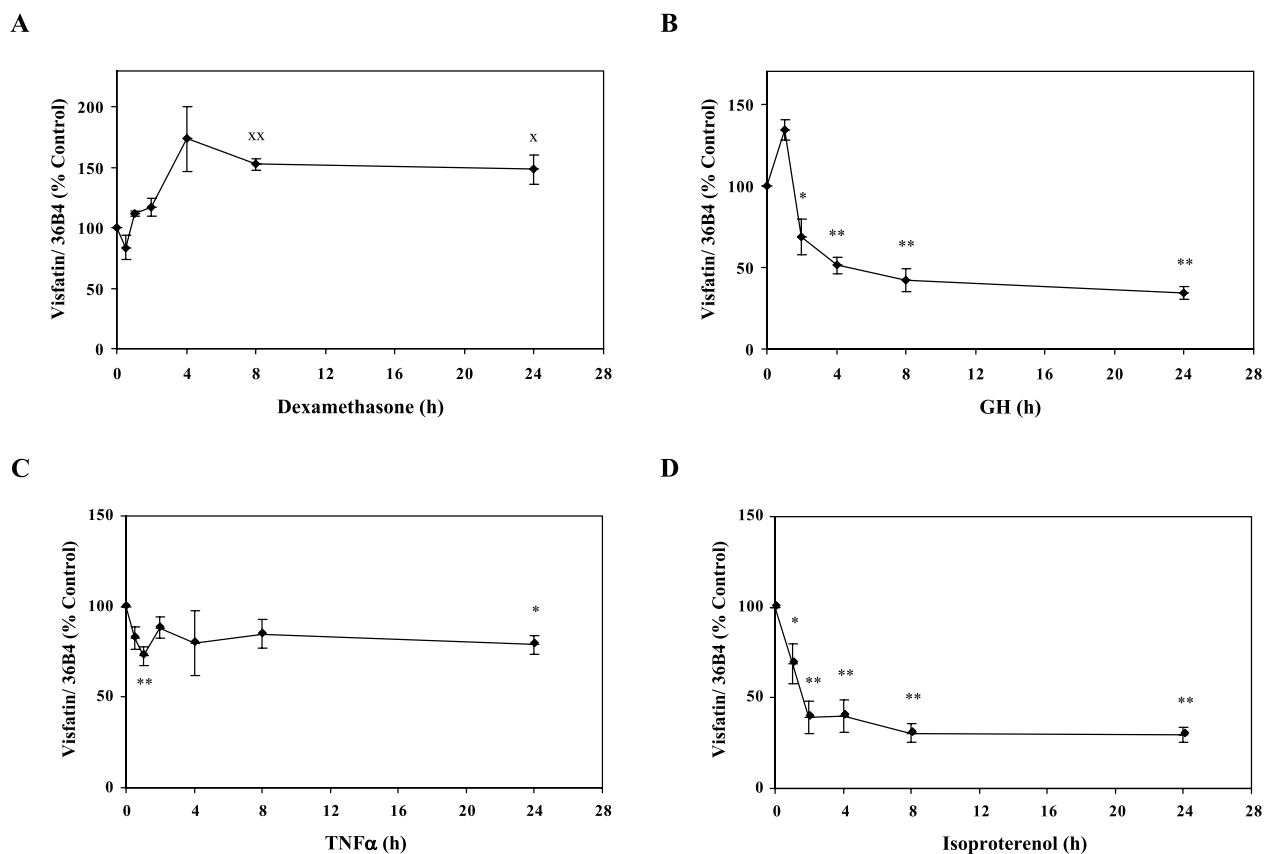 A
Visfatin/ 36B4 (% Control)
200
150
100
50
0
xx
x
0 4 8 12 16 20 24 28
Dexamethasone (h)
B
Visfatin/ 36B4 (% Control)
150
100
50
0
*
**
**
**
0 4 8 12 16 20 24 28
GH (h)
C
Visfatin/ 36B4 (% Control)
150
100
50
0
**
*
0 4 8 12 16 20 24 28
TNFα (h)
D
Visfatin/ 36B4 (% Control)
150
100
50
0
*
**
**
**
**
0 4 8 12 16 20 24 28
Isoproterenol (h)